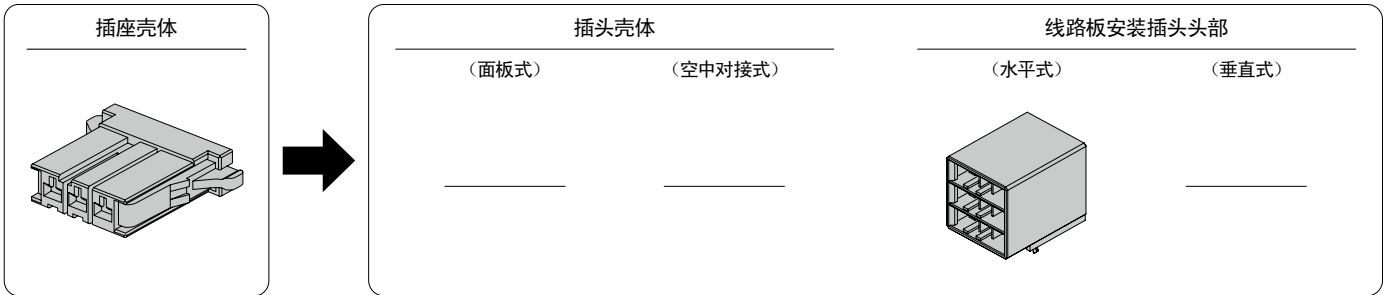 插座壳体
插头壳体
线路板安装插头头部
（面板式）
（空中对接式）
（水平式）
（垂直式）